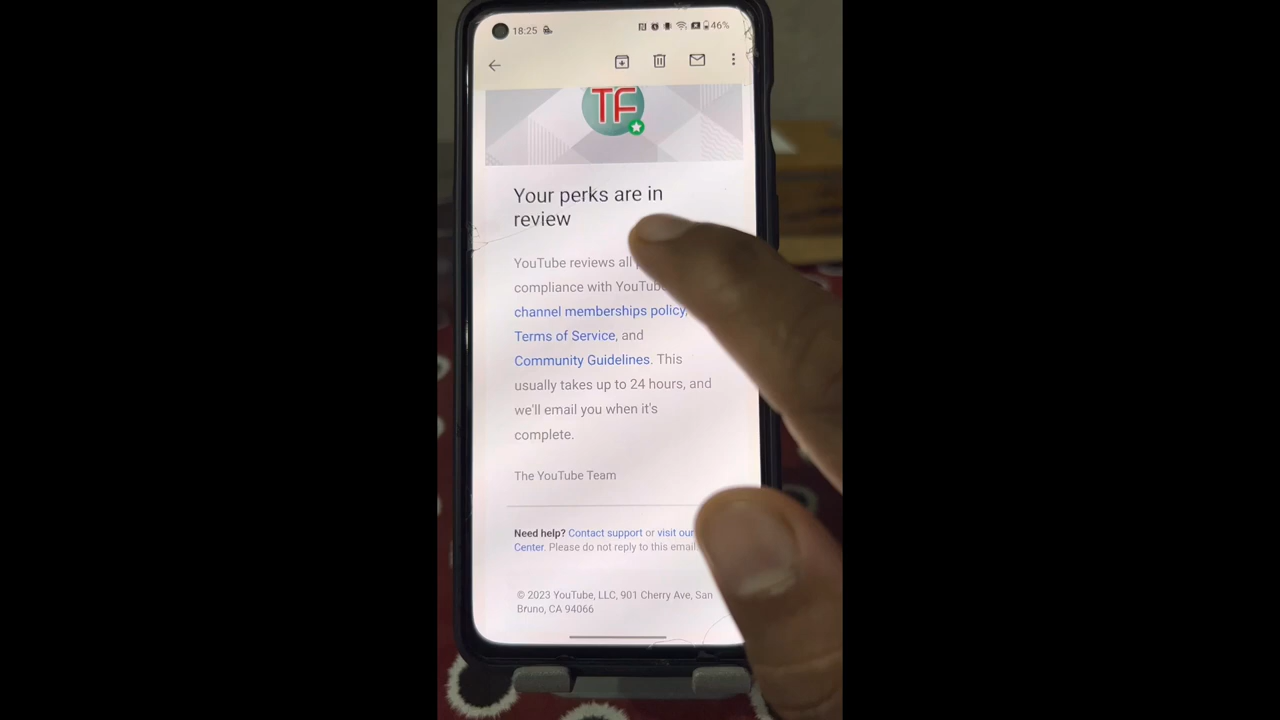 18:25
46%
TF
Your perks are in
review
YouTube reviews all
compliance with YouTube
channel memberships policy,
Terms of Service, and
Community Guidelines. This
usually takes up to 24 hours, and
we'll email you when it's
complete.
The YouTube Team
Need help? Contact support or visit our
Center. Please do not reply to this email.
© 2023 YouTube, LLC, 901 Cherry Ave, San
Bruno, CA 94066